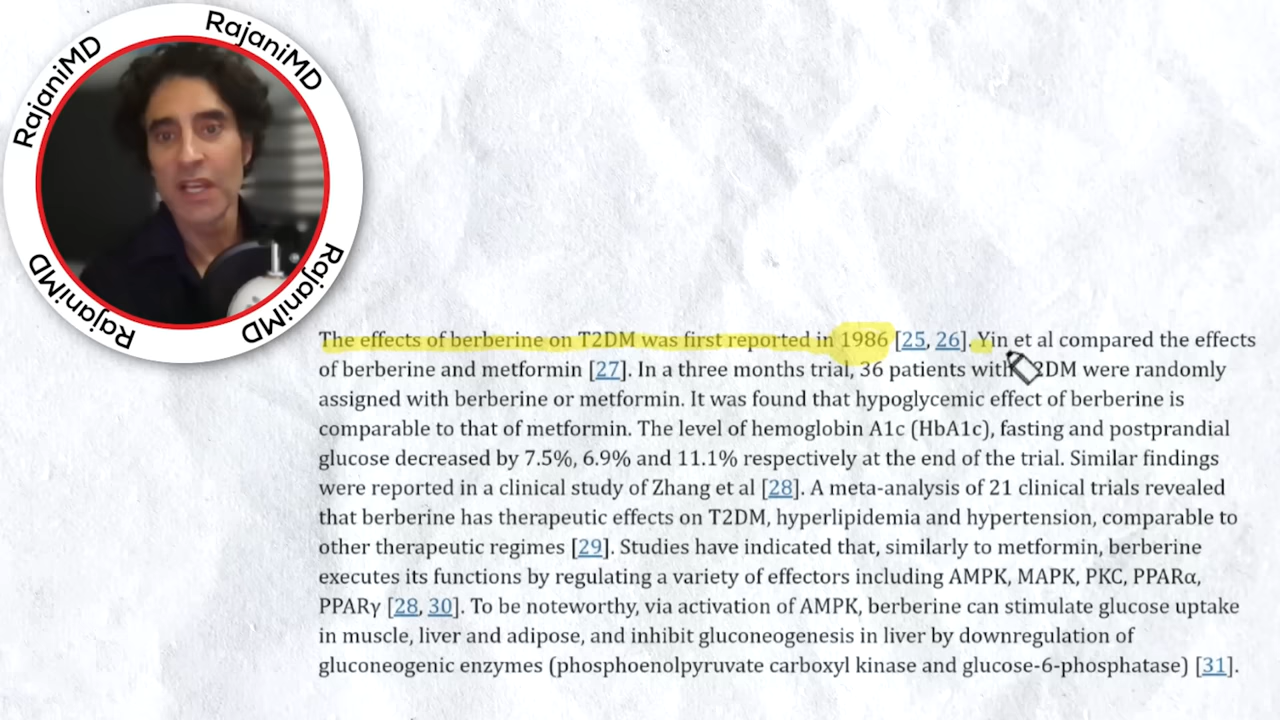 RajaniMD
RajaniMD
RajaniMD
RajaniMD
The effects of berberine on T2DM was first reported in 1986 [25, 26]. Yin et al compared the effects
of berberine and metformin [27]. In a three months trial, 36 patients with 2DM were randomly
assigned with berberine or metformin. It was found that hypoglycemic effect of berberine is
comparable to that of metformin. The level of hemoglobin A1c (HbA1c), fasting and postprandial
glucose decreased by 7.5%, 6.9% and 11.1% respectively at the end of the trial. Similar findings
were reported in a clinical study of Zhang et al [28]. A meta-analysis of 21 clinical trials revealed
that berberine has therapeutic effects on T2DM, hyperlipidemia and hypertension, comparable to
other therapeutic regimes [29]. Studies have indicated that, similarly to metformin, berberine
executes its functions by regulating a variety of effectors including AMPK, MAPK, PKC, PPARα,
PPARγ [28, 30]. To be noteworthy, via activation of AMPK, berberine can stimulate glucose uptake
in muscle, liver and adipose, and inhibit gluconeogenesis in liver by downregulation of
gluconeogenic enzymes (phosphoenolpyruvate carboxyl kinase and glucose-6-phosphatase) [31].